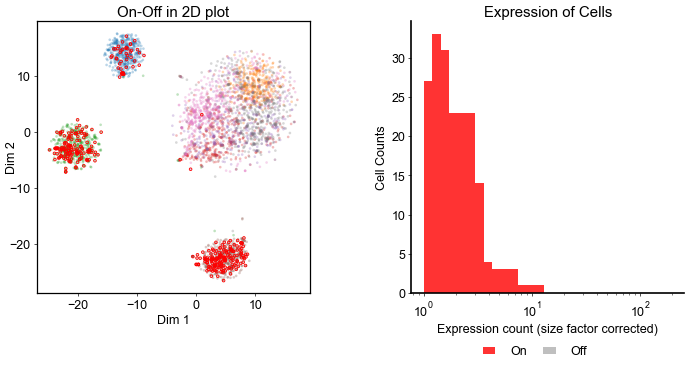 On-Off in 2D plot
Expression of Cells
Dim 2
10
0
−10
−20
−20
−10
0
10
Dim 1
Cell Counts
30
25
20
15
10
5
0
10^0
10^1
10^2
Expression count (size factor corrected)
On
Off